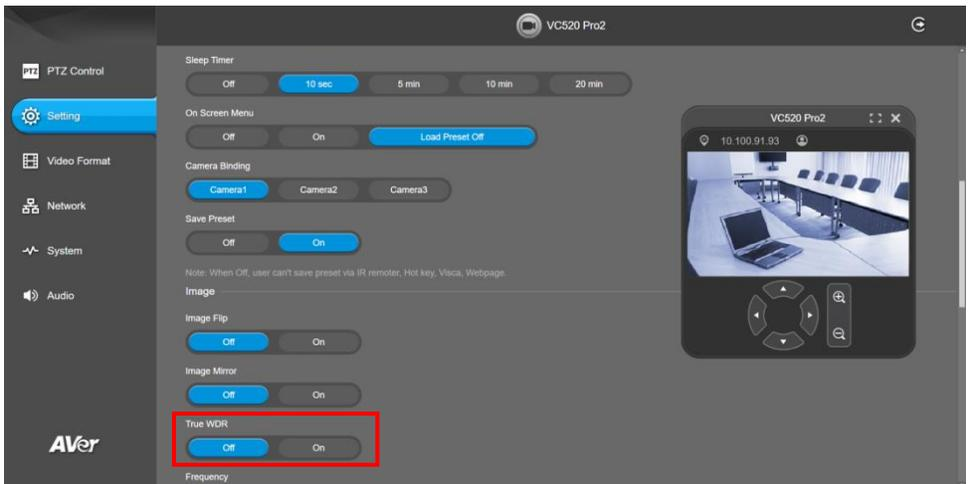 VC520 Pro2
PTZ PTZ Control
Setting
Video Format
Network
System
Audio
AVer
Sleep Timer
Off 10 sec 5 min 10 min 20 min
On Screen Menu
Off On Load Preset Off
Camera Binding
Camera1 Camera2 Camera3
Save Preset
Off On
Note: When Off, user can't save preset via IR remoter, Hot key, Visca, Webpage.
Image
Image Flip
Off On
Image Mirror
Off On
True WDR
Off On
Frequency
VC520 Pro2
10.100.91.93